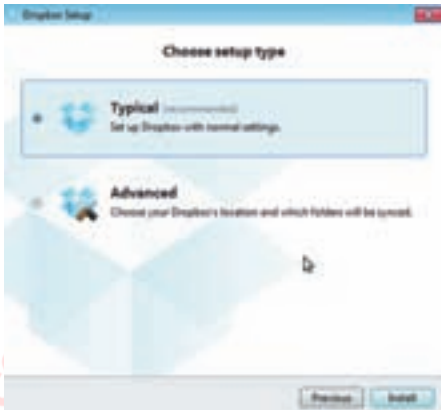 Dropbox Setup
Choose setup type
Typical (recommended)
Set up Dropbox with normal settings.
Advanced
Choose your Dropbox's location and which folders will be synced.
Previous
Install